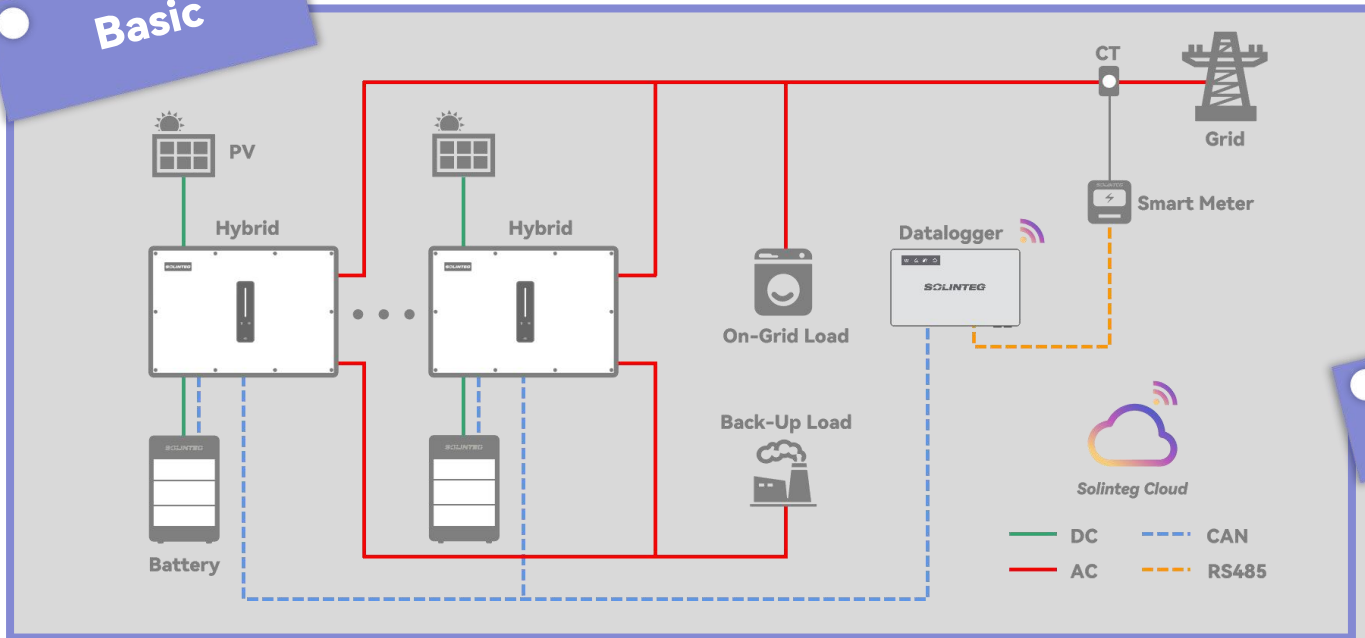 Basic
CT
Grid
PV
Smart Meter
Hybrid
Hybrid
Datalogger
SOLINTEG
SOLINTEG
SOLINTEG
SOLINTEG
On-Grid Load
Back-Up Load
SOLINTEG
SOLINTEG
Solinteg Cloud
Battery
DC
CAN
AC
RS485